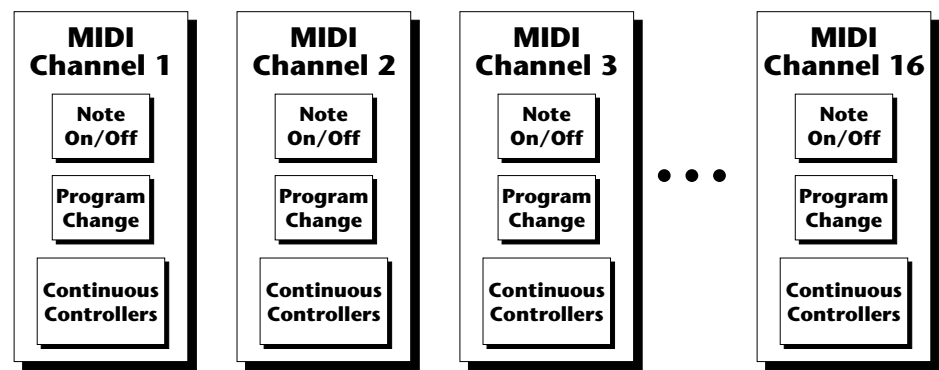 MIDI
Channel 1
Note
On/Off
Program
Change
Continuous
Controllers
MIDI
Channel 2
Note
On/Off
Program
Change
Continuous
Controllers
MIDI
Channel 3
Note
On/Off
Program
Change
Continuous
Controllers
• • •
MIDI
Channel 16
Note
On/Off
Program
Change
Continuous
Controllers